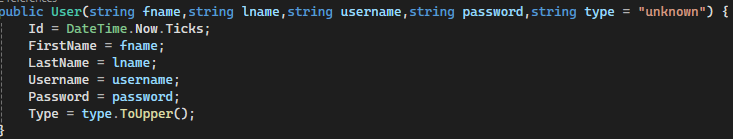 public User(string fname,string lname,string username,string password,string type = "unknown") {
Id = DateTime.Now.Ticks;
FirstName = fname;
LastName = lname;
Username = username;
Password = password;
Type = type.ToUpper();
}